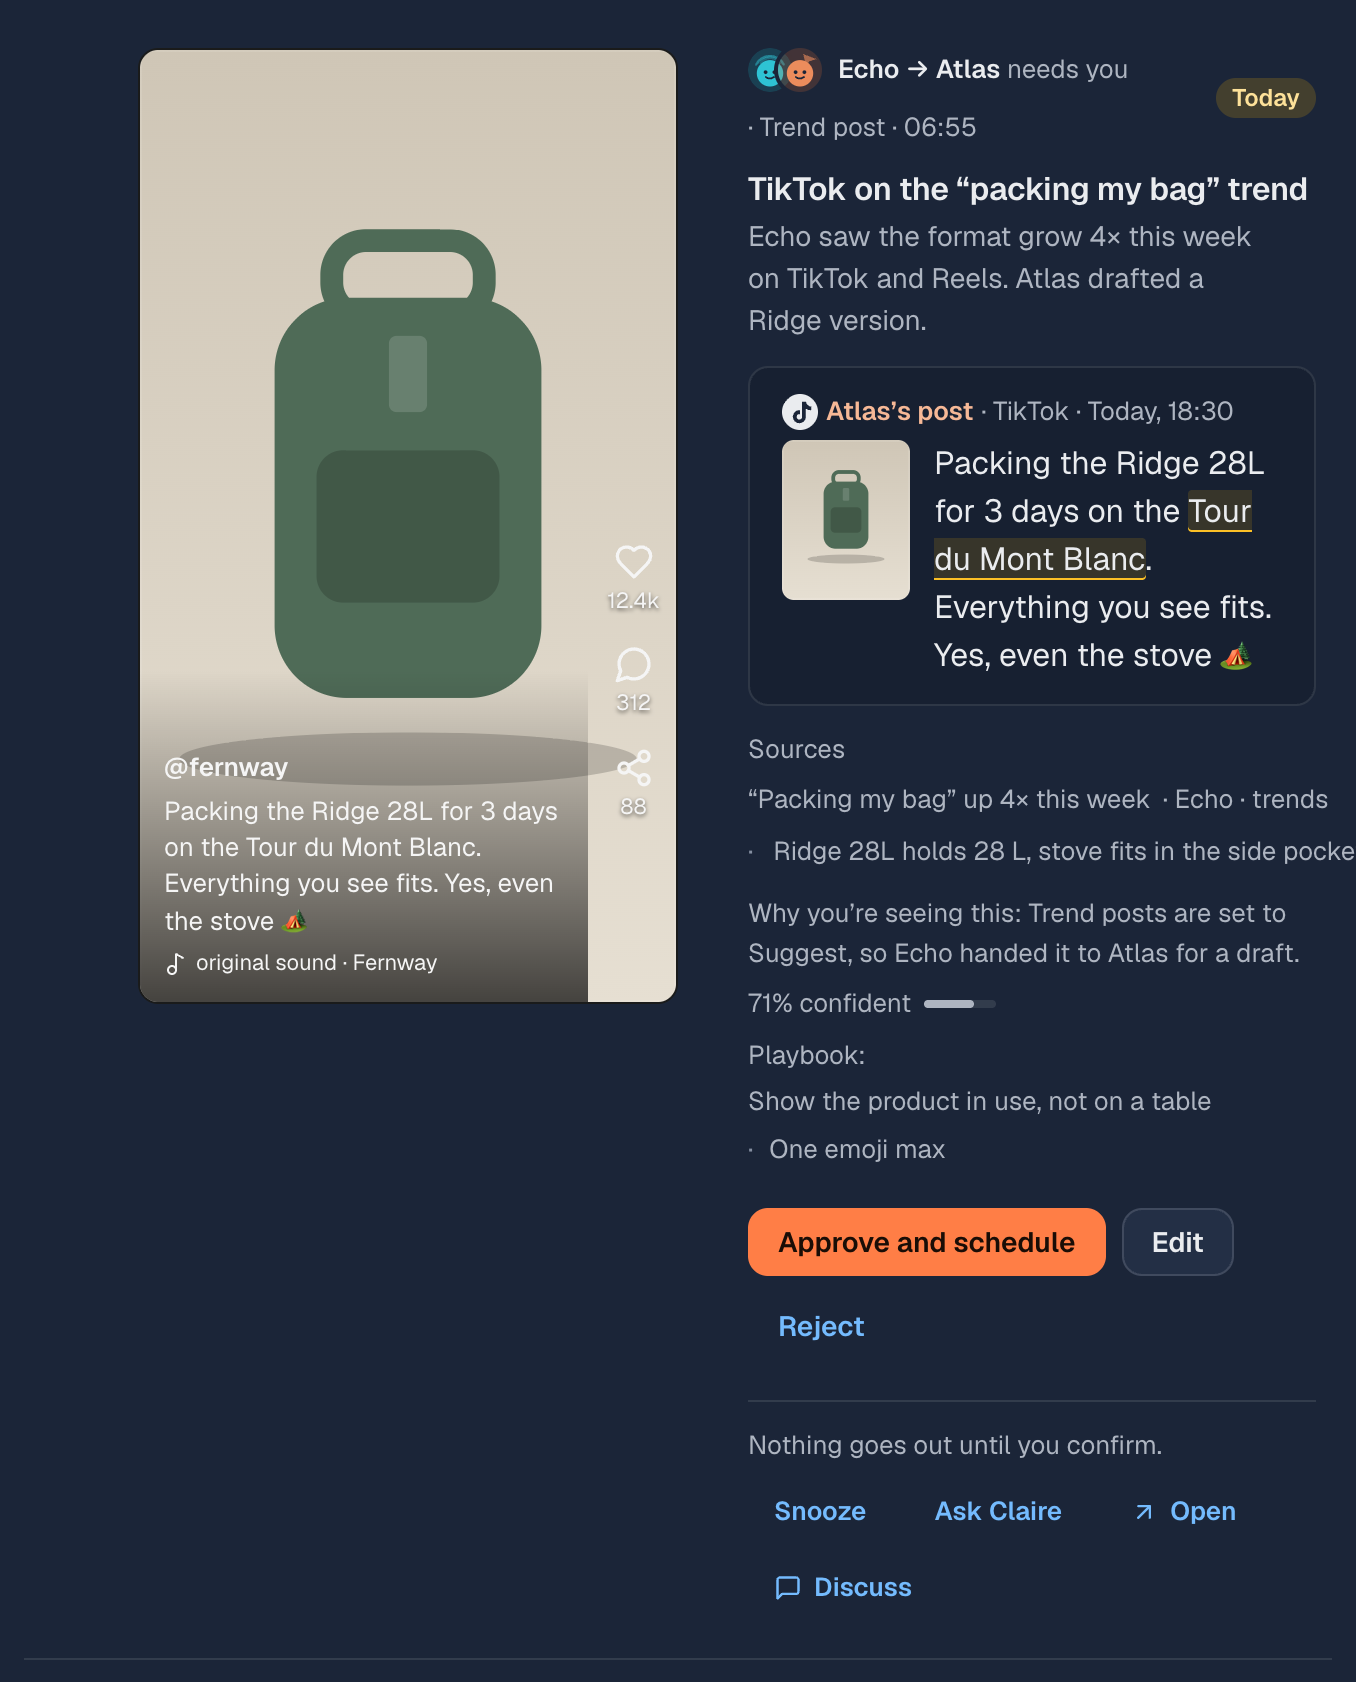 Echo → Atlas needs you
Today
· Trend post · 06:55
TikTok on the “packing my bag” trend
Echo saw the format grow 4× this week
on TikTok and Reels. Atlas drafted a
Ridge version.
Atlas’s post · TikTok · Today, 18:30
Packing the Ridge 28L
for 3 days on the Tour
du Mont Blanc.
Everything you see fits.
Yes, even the stove 🏕️
12.4k
312
88
@fernway
Packing the Ridge 28L for 3 days
on the Tour du Mont Blanc.
Everything you see fits. Yes, even
the stove 🏕️
original sound · Fernway
Sources
“Packing my bag” up 4× this week · Echo · trends
· Ridge 28L holds 28 L, stove fits in the side pocke
Why you’re seeing this: Trend posts are set to
Suggest, so Echo handed it to Atlas for a draft.
71% confident
Playbook:
Show the product in use, not on a table
· One emoji max
Approve and schedule
Edit
Reject
Nothing goes out until you confirm.
Snooze
Ask Claire
Open
Discuss